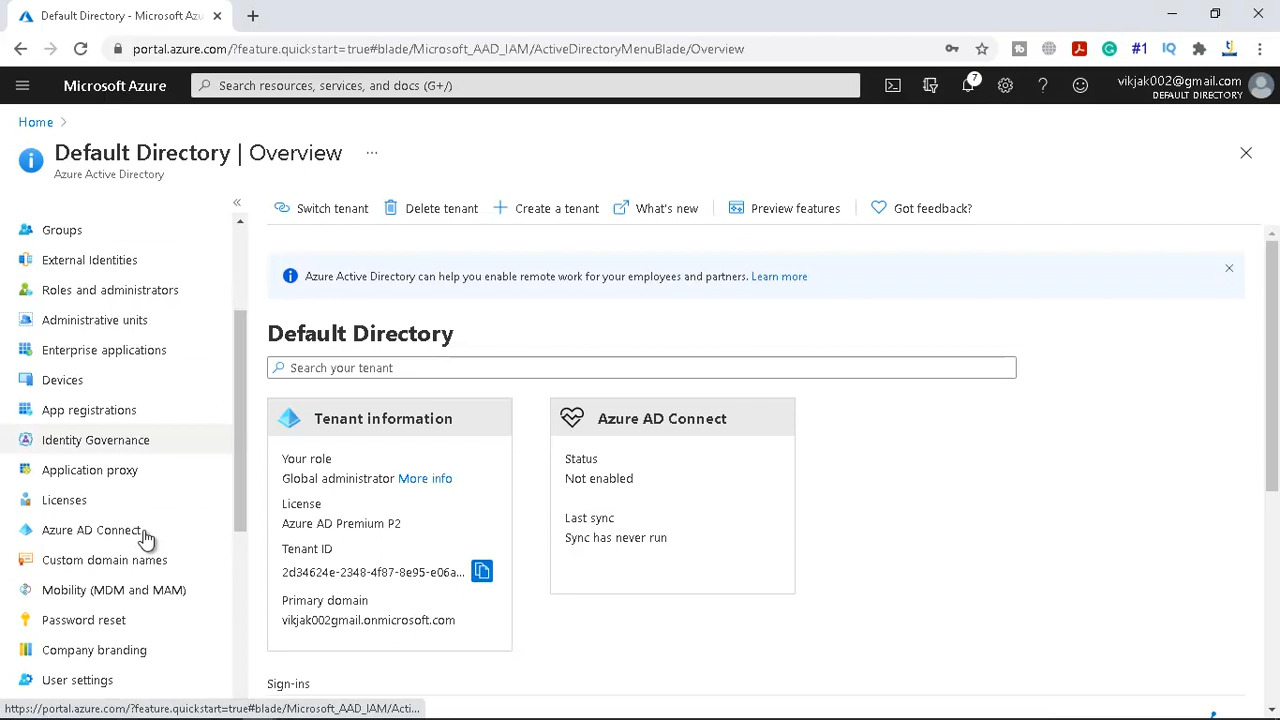 Default Directory - Microsoft Azu
portal.azure.com/?feature.quickstart=true#blade/Microsoft_AAD_IAM/ActiveDirectoryMenuBlade/Overview
#1
IQ
Microsoft Azure
Search resources, services, and docs (G+/)
7
vikjak002@gmail.com
DEFAULT DIRECTORY
Home
Default Directory | Overview
Azure Active Directory
Groups
External Identities
Roles and administrators
Administrative units
Enterprise applications
Devices
App registrations
Identity Governance
Application proxy
Licenses
Azure AD Connect
Custom domain names
Mobility (MDM and MAM)
Password reset
Company branding
User settings
Switch tenant
Delete tenant
Create a tenant
What's new
Preview features
Got feedback?
Azure Active Directory can help you enable remote work for your employees and partners. Learn more
Default Directory
Search your tenant
Tenant information
Your role
Global administrator More info
License
Azure AD Premium P2
Tenant ID
2d34624e-2348-4f87-8e95-e06a...
Primary domain
vikjak002gmail.onmicrosoft.com
Azure AD Connect
Status
Not enabled
Last sync
Sync has never run
Sign-ins
https://portal.azure.com/?feature.quickstart=true#blade/Microsoft_AAD_IAM/Acti...